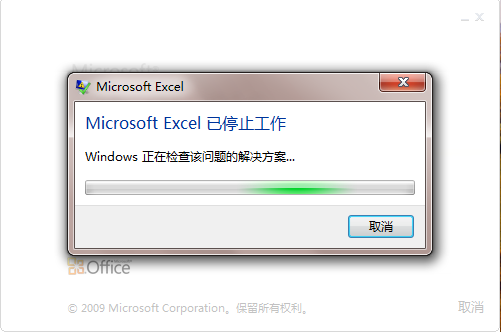 Microsoft
Microsoft Excel
Microsoft Excel 已停止工作
Windows 正在检查该问题的解决方案...
取消
Office
© 2009 Microsoft Corporation。保留所有权利。
取消